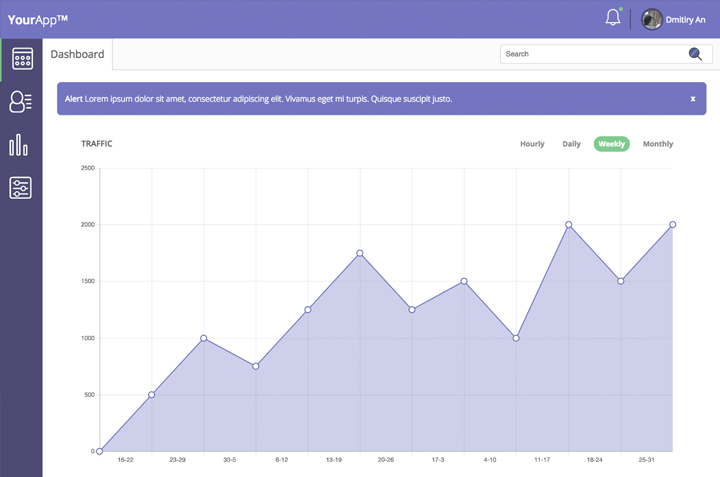 YourApp™
Dmitiry An
Dashboard
Search
Alert Lorem ipsum dolor sit amet, consectetur adipiscing elit. Vivamus eget mi turpis. Quisque suscipit justo.
x
TRAFFIC
Hourly Daily Weekly Monthly
2500
2000
1500
1000
500
0
16-22 23-29 30-5 6-12 13-19 20-26 17-3 4-10 11-17 18-24 25-31